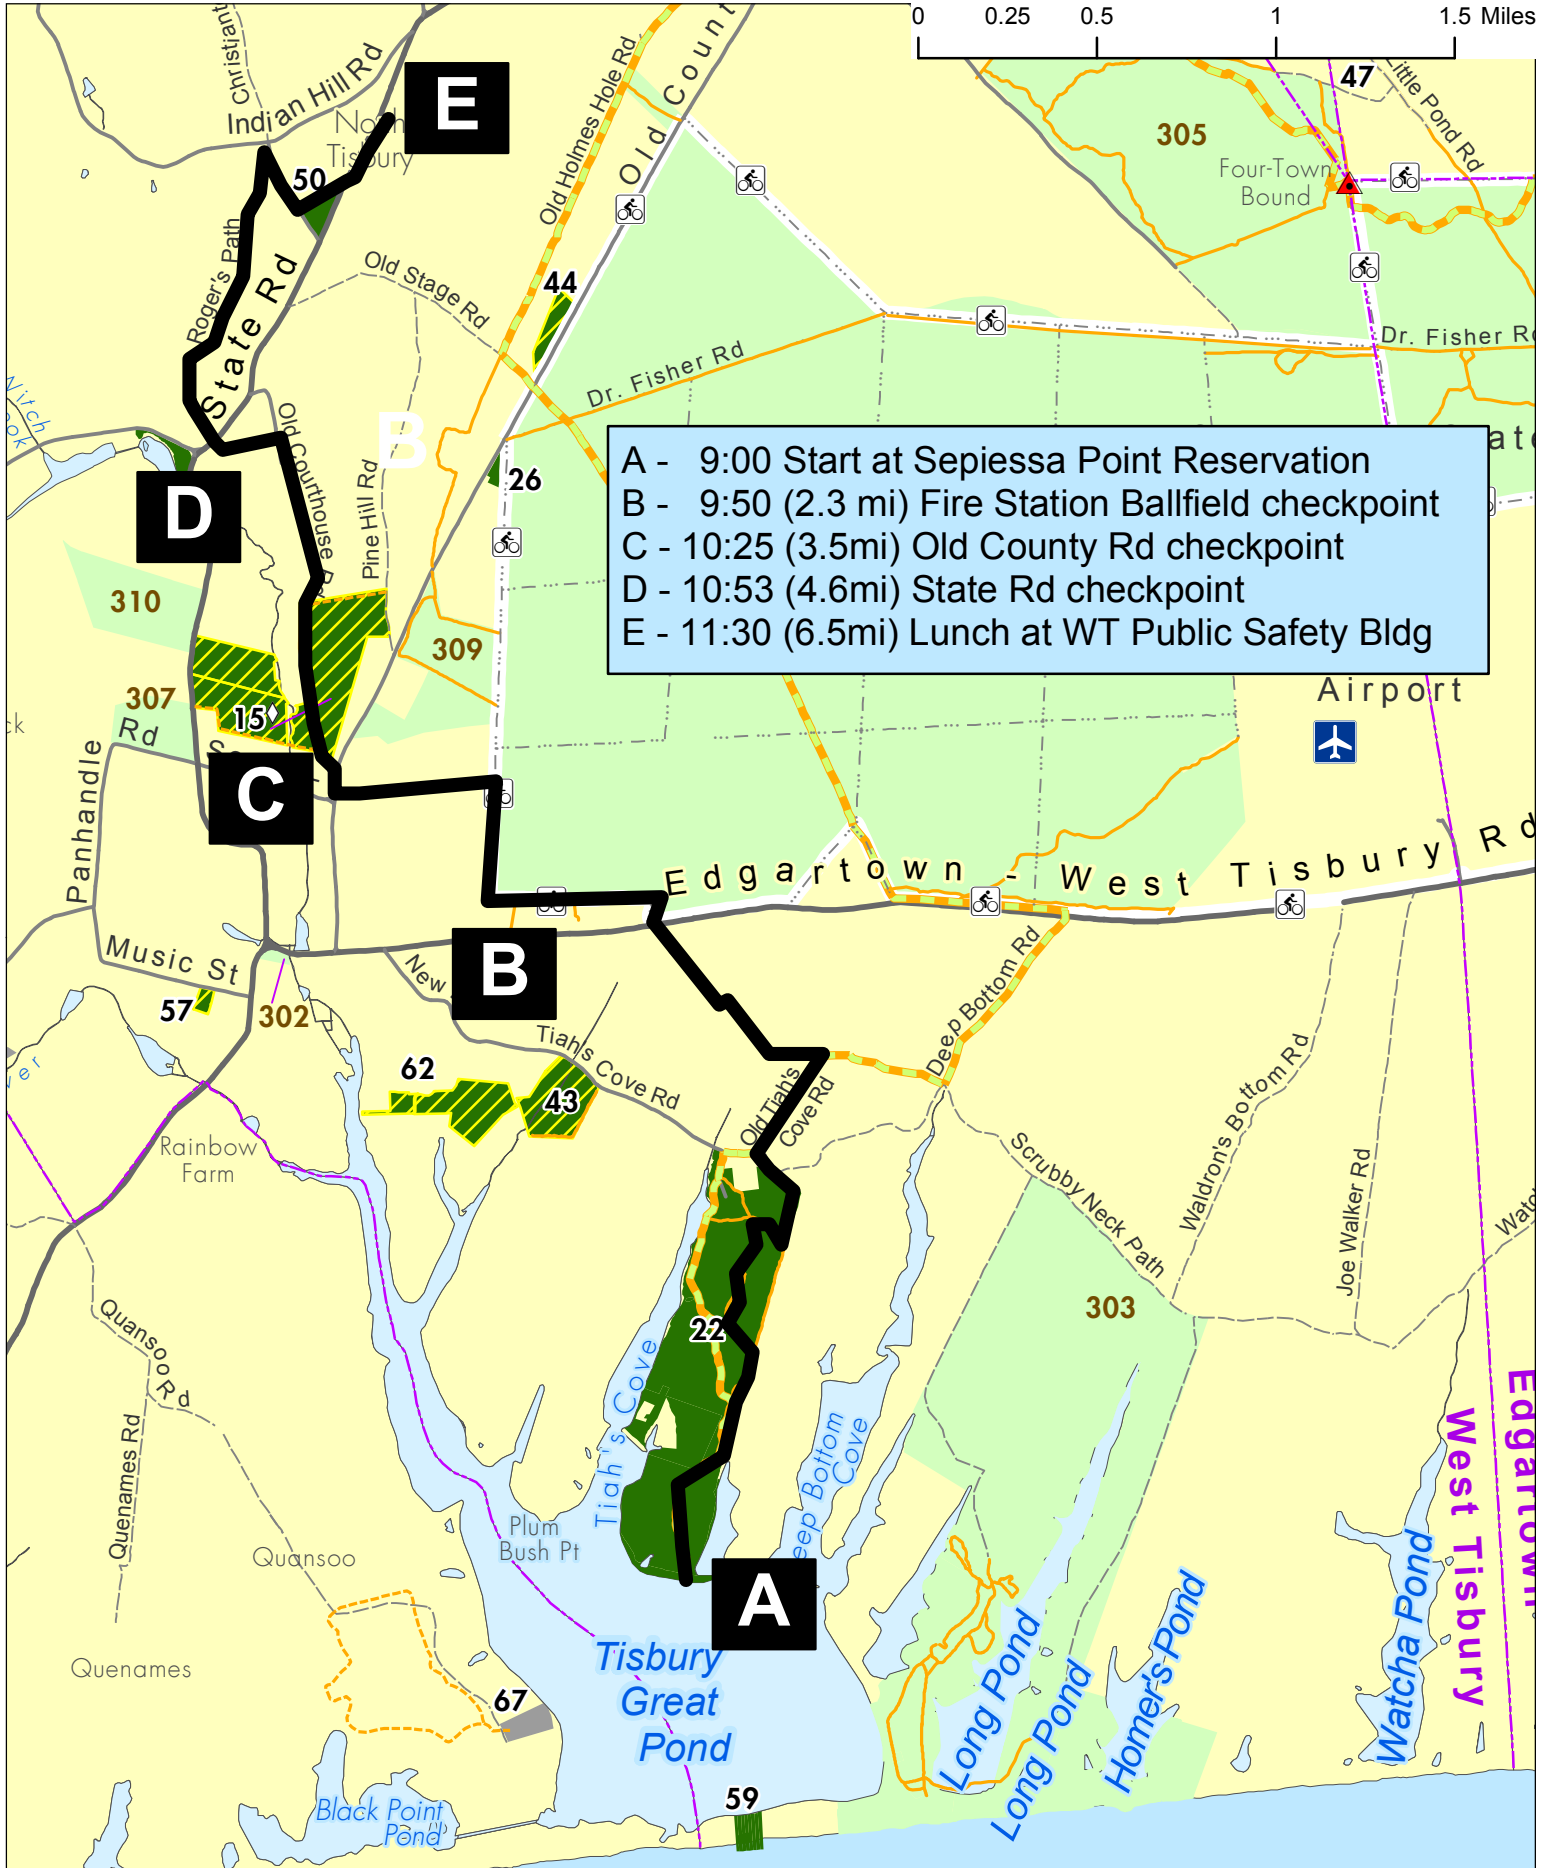 0 0.25 0.5 1 1.5 Miles
Christiant
Indian Hill Rd
North
Tisbury
E
50
Old Holmes Hole Rd
Old Count
47
Little Pond Rd
305
Four-Town
Bound
Roger's Path
State Rd
Old Stage Rd
44
Dr. Fisher Rd
Dr. Fisher Rd
Old Courthouse Rd
Pine Hill Rd
B
26
D
A - 9:00 Start at Sepiessa Point Reservation
B - 9:50 (2.3 mi) Fire Station Ballfield checkpoint
C - 10:25 (3.5mi) Old County Rd checkpoint
D - 10:53 (4.6mi) State Rd checkpoint
E - 11:30 (6.5mi) Lunch at WT Public Safety Bldg
310
309
307
15
Airport
Panhandle
Rd
C
Edgartown - West Tisbury Rd
Music St
57
302
New
B
Tiah's Cove Rd
Deep Bottom Rd
62
43
Old Tiah's
Cove Rd
Rainbow
Farm
Scrubby Neck Path
Waldron's Bottom Rd
Joe Walker Rd
303
22
Quansoo
Rd
Quenames Rd
Tiah's Cove
eep Bottom
Cove
Plum
Bush Pt
Quansoo
A
Edgartown
West Tisbury
Quenames
67
Tisbury
Great
Pond
Long Pond
Long Pond
Homer's Pond
Watcha Pond
59
Black Point
Pond